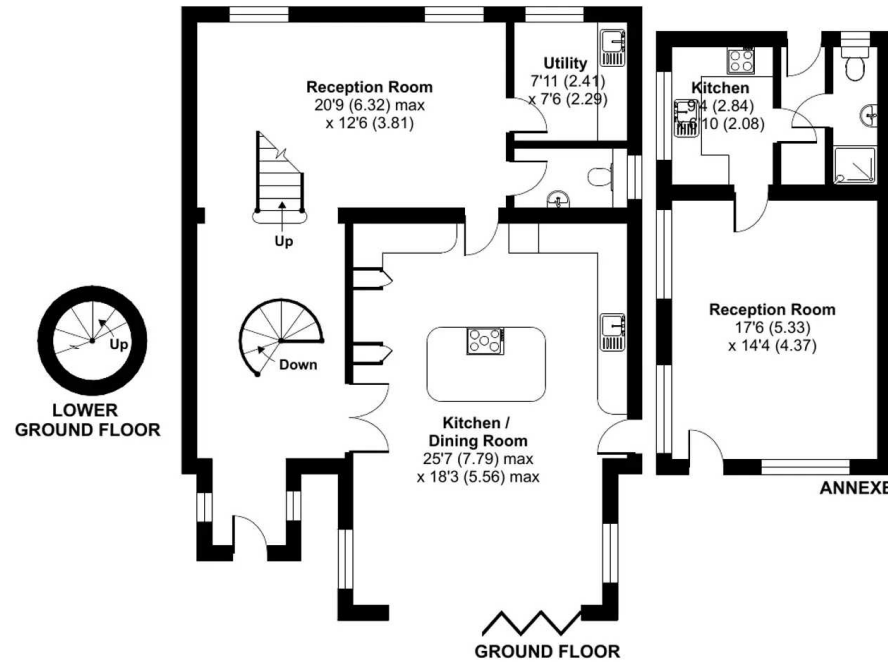 Reception Room
20'9 (6.32) max
x 12'6 (3.81)
Utility
7'11 (2.41)
x 7'6 (2.29)
Kitchen
9'4 (2.84)
x 6'10 (2.08)
Up
Up
Down
LOWER
GROUND FLOOR
Kitchen /
Dining Room
25'7 (7.79) max
x 18'3 (5.56) max
Reception Room
17'6 (5.33)
x 14'4 (4.37)
ANNEXE
GROUND FLOOR